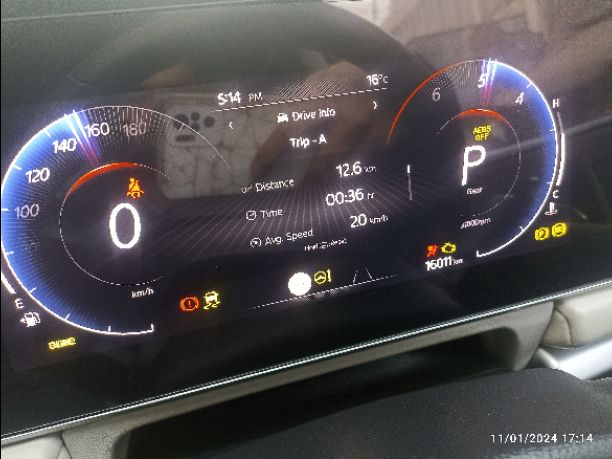 5:14 PM
16°C
Drive Info
Trip - A
Distance 12.6 km
Time 00:36 hr
Avg. Speed 20 km/h
100 120 140 160 180
0
km/h
E
ENGINE
6 5 4
AEBS
OFF
P
Gear
x1000rpm
H
C
16011 km
11/01/2024 17:14